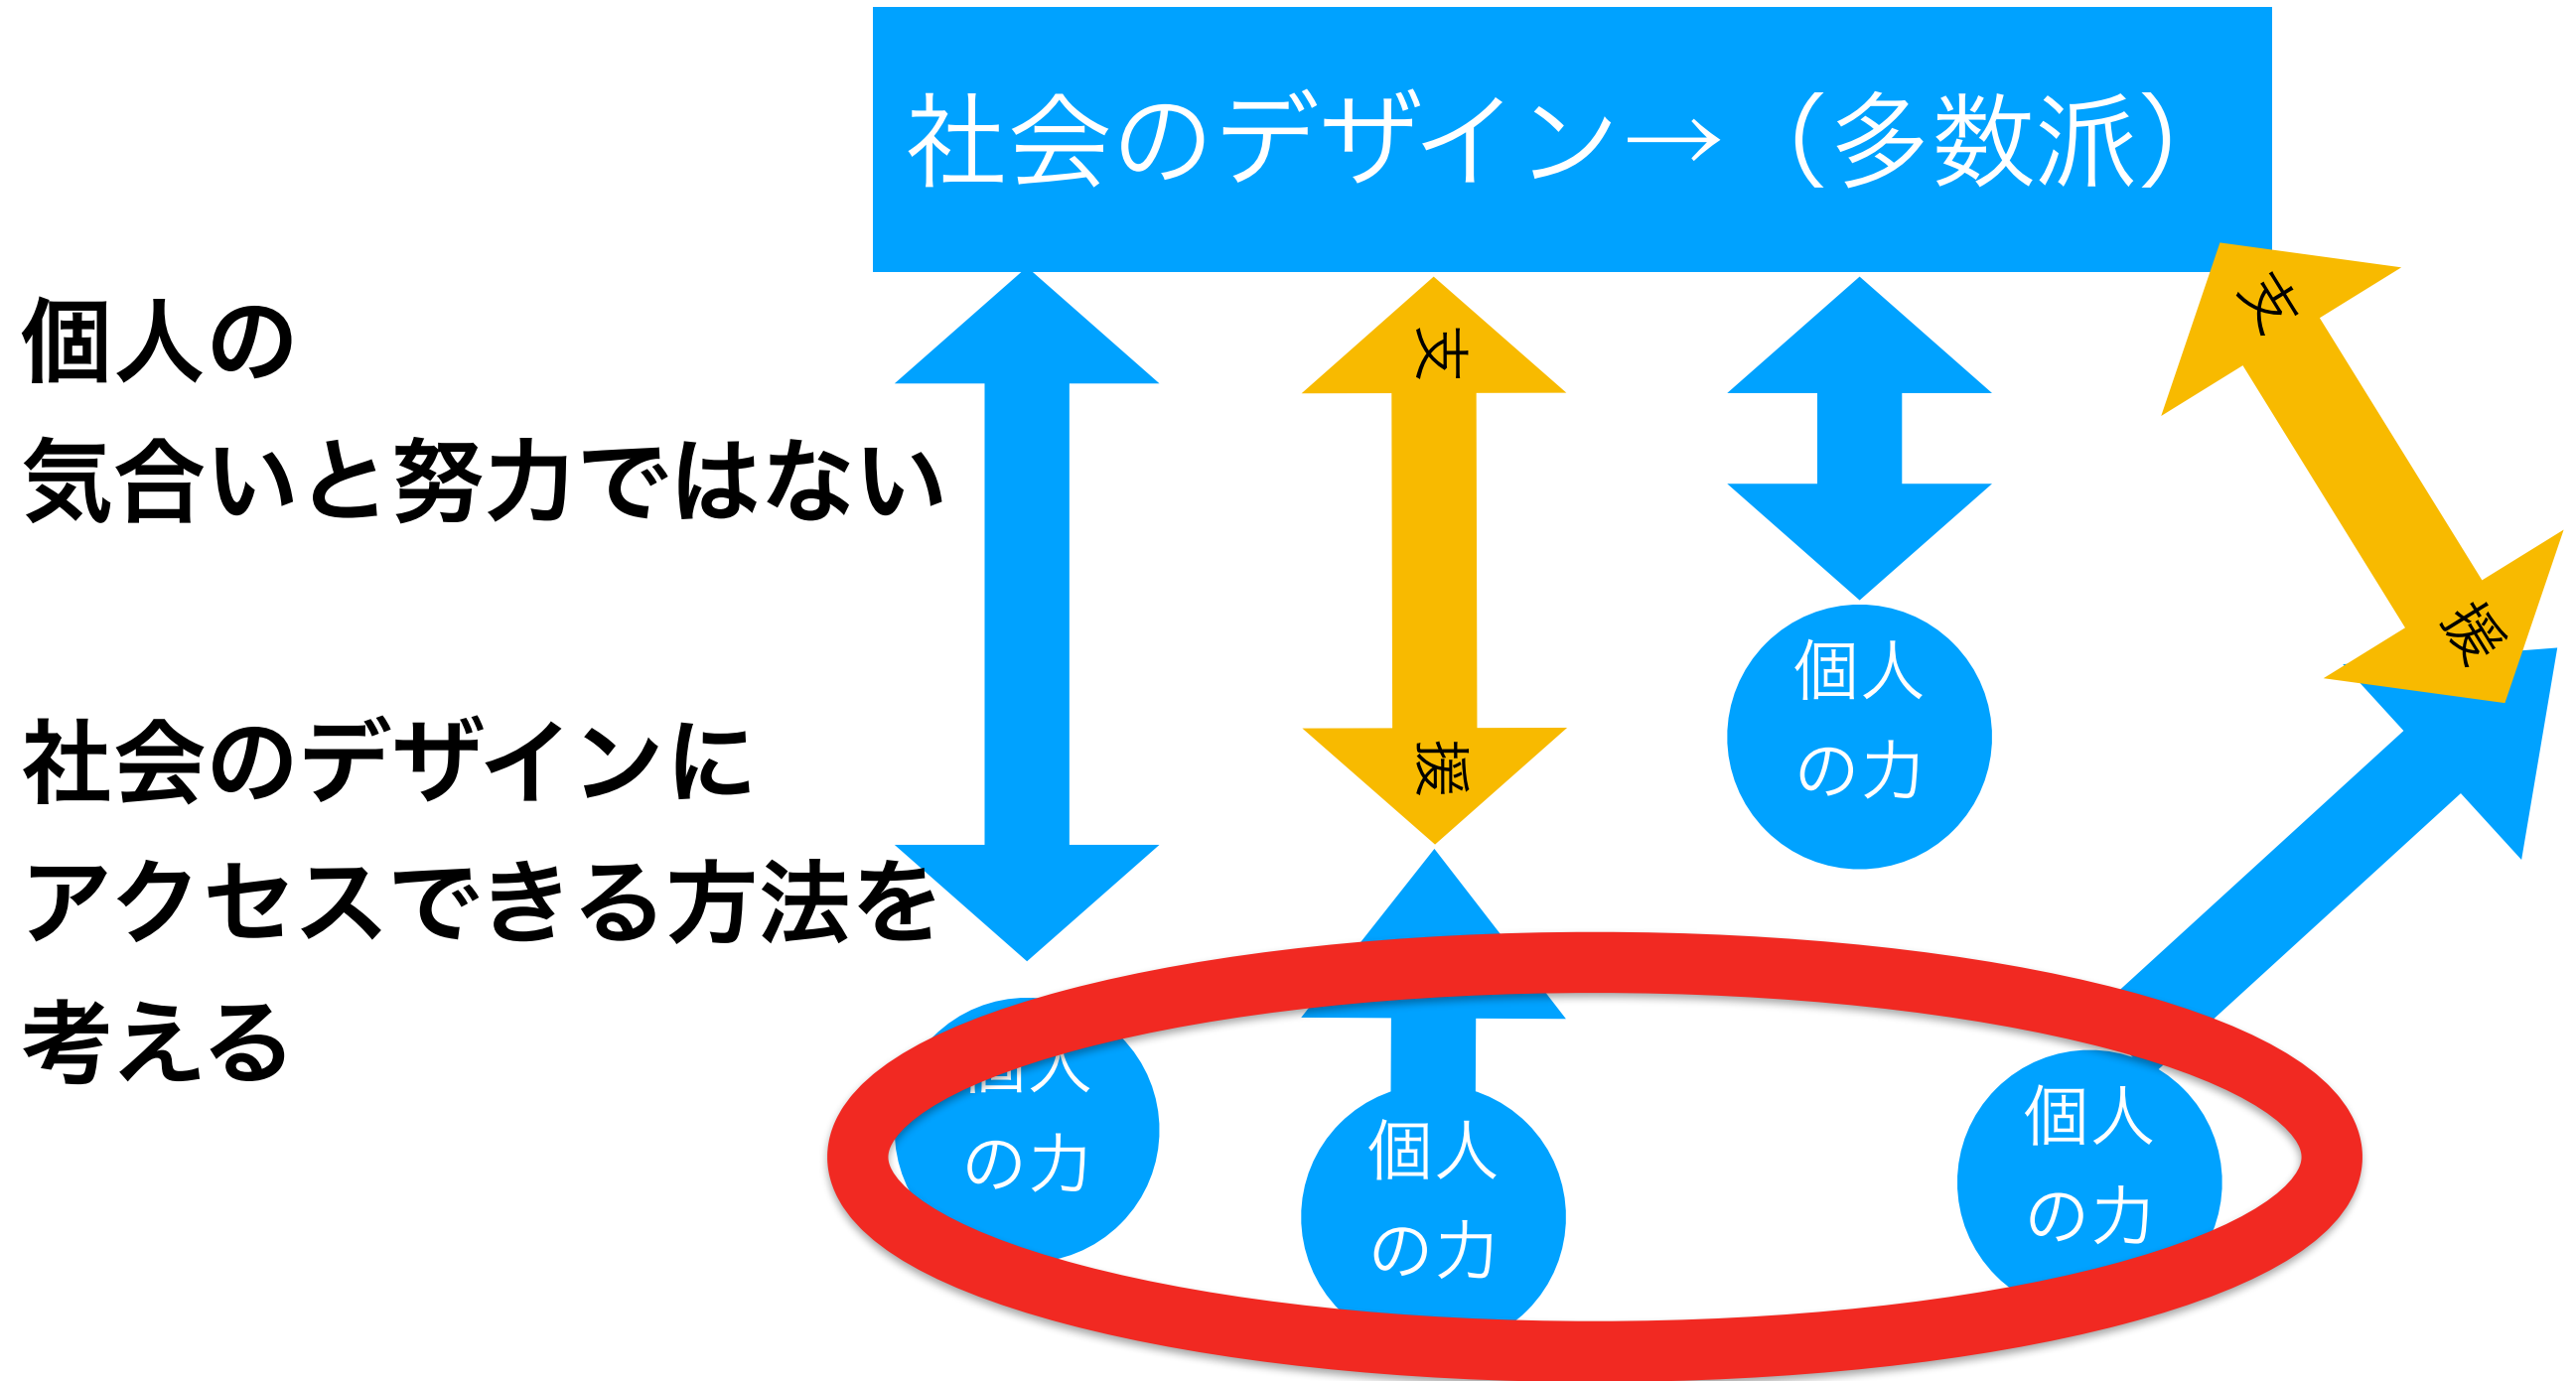 社会のデザイン→（多数派）
個人の
気合いと努力ではない
社会のデザインに
アクセスできる方法を
考える
支
援
支
援
個人
の力
個人
の力
個人
の力
個人
の力